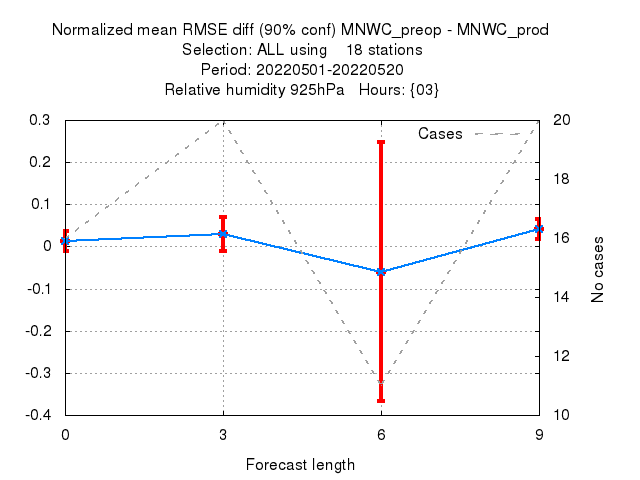 Normalized mean RMSE diff (90% conf) MNWC_preop - MNWC_prod
Selection: ALL using    18 stations
Period: 20220501-20220520
Relative humidity 925hPa   Hours: {03}
Cases
0.3
0.2
0.1
0
-0.1
-0.2
-0.3
-0.4
20
18
16
14
12
10
No cases
0
3
6
9
Forecast length